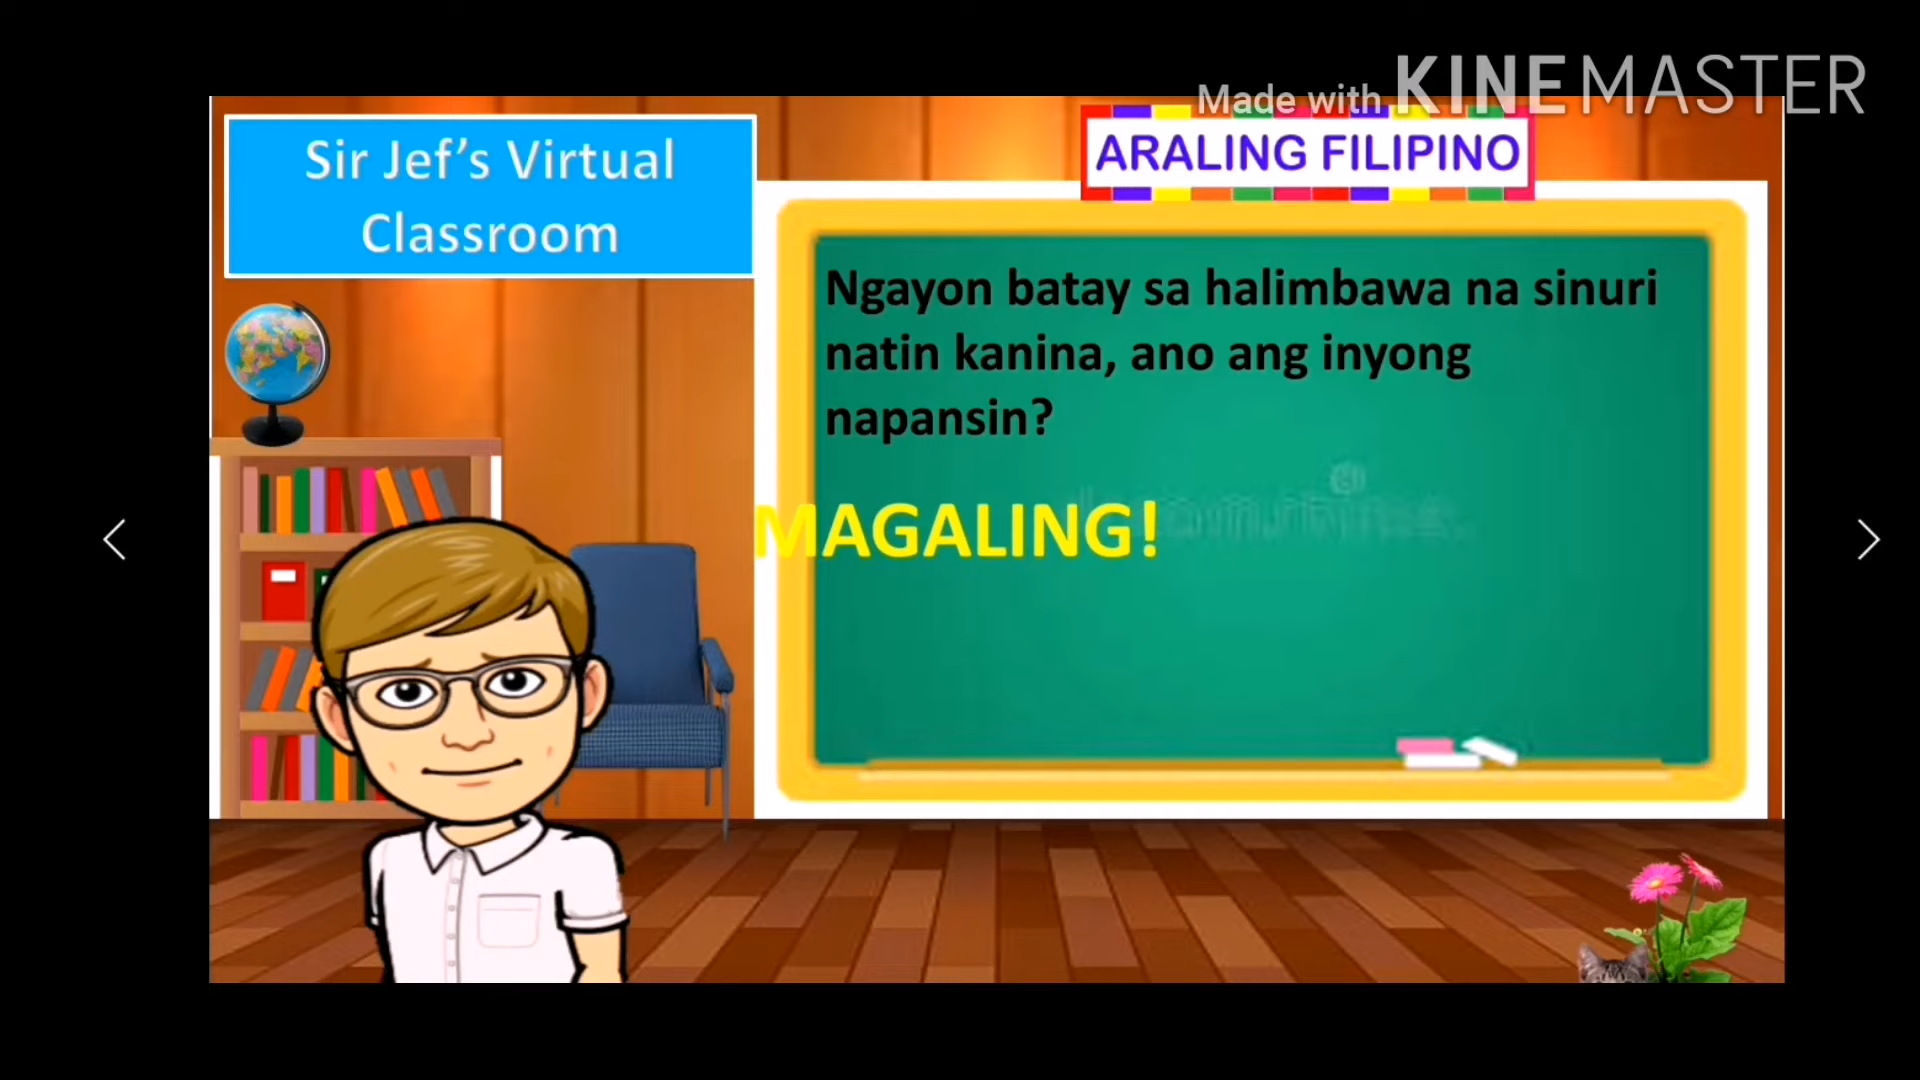 Made with KINEMASTER
Sir Jef's Virtual
Classroom
ARALING FILIPINO
Ngayon batay sa halimbawa na sinuri
natin kanina, ano ang inyong
napansin?
MAGALING!